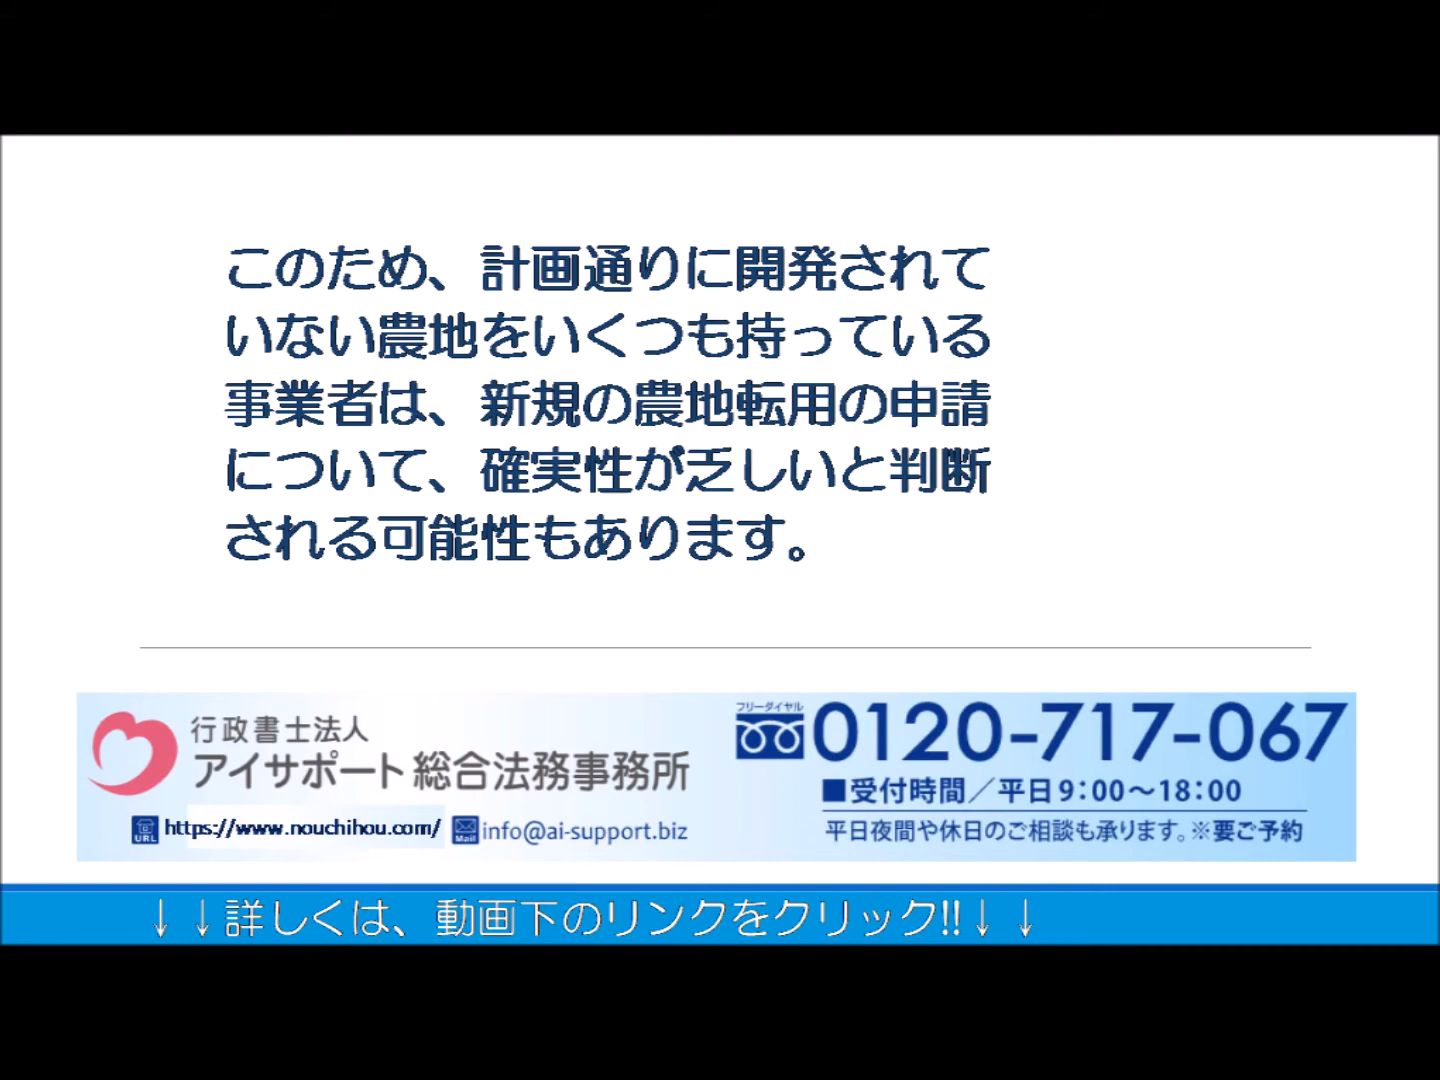 このため、計画通りに開発されて
いない農地をいくつも持っている
事業者は、新規の農地転用の申請
について、確実性が乏しいと判断
される可能性もあります。
行政書士法人
アイサポート総合法務事務所
URL https://www.nouchihou.com/ Mail info@ai-support.biz
フリーダイヤル
0120-717-067
■受付時間／平日9:00～18:00
平日夜間や休日のご相談も承ります。※要ご予約
↓↓詳しくは、動画下のリンクをクリック!!↓↓